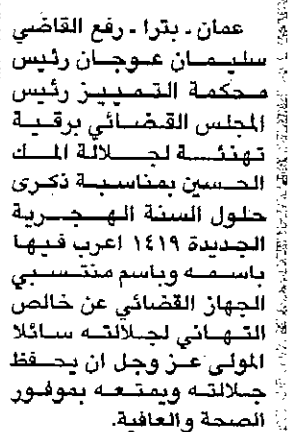 عمان ـ بترا ـ رفع القاضي
سليمان عوجان رئيس
محكمة التمييز رئيس
المجلس القضائي برقية
تهنئة لجلالة الملك
الحسين بمناسبة ذكرى
حلول السنة الهجرية
الجديدة ١٤١٩ اعرب فيها
باسمه وباسم منتسبي
الجهاز القضائي عن خالص
التهاني لجلالته سائلا
المولى عز وجل ان يحفظ
جلالته ويمتعه بموفور
الصحة والعافية.